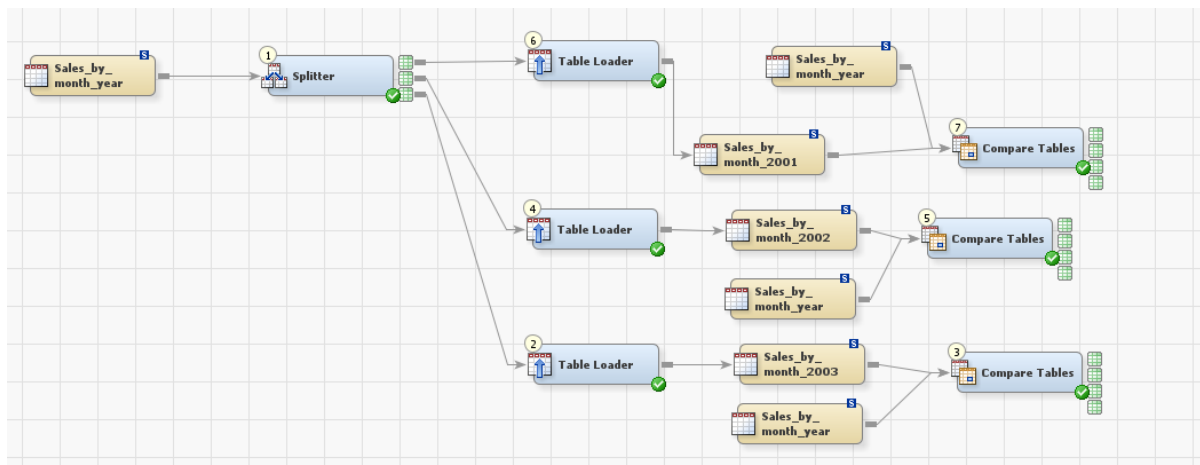 Sales_by_
month_year
S
1
Splitter
6
Table Loader
Sales_by_
month_year
S
Sales_by_
month_2001
S
7
Compare Tables
4
Table Loader
Sales_by_
month_2002
S
Sales_by_
month_year
S
5
Compare Tables
2
Table Loader
Sales_by_
month_2003
S
Sales_by_
month_year
S
3
Compare Tables